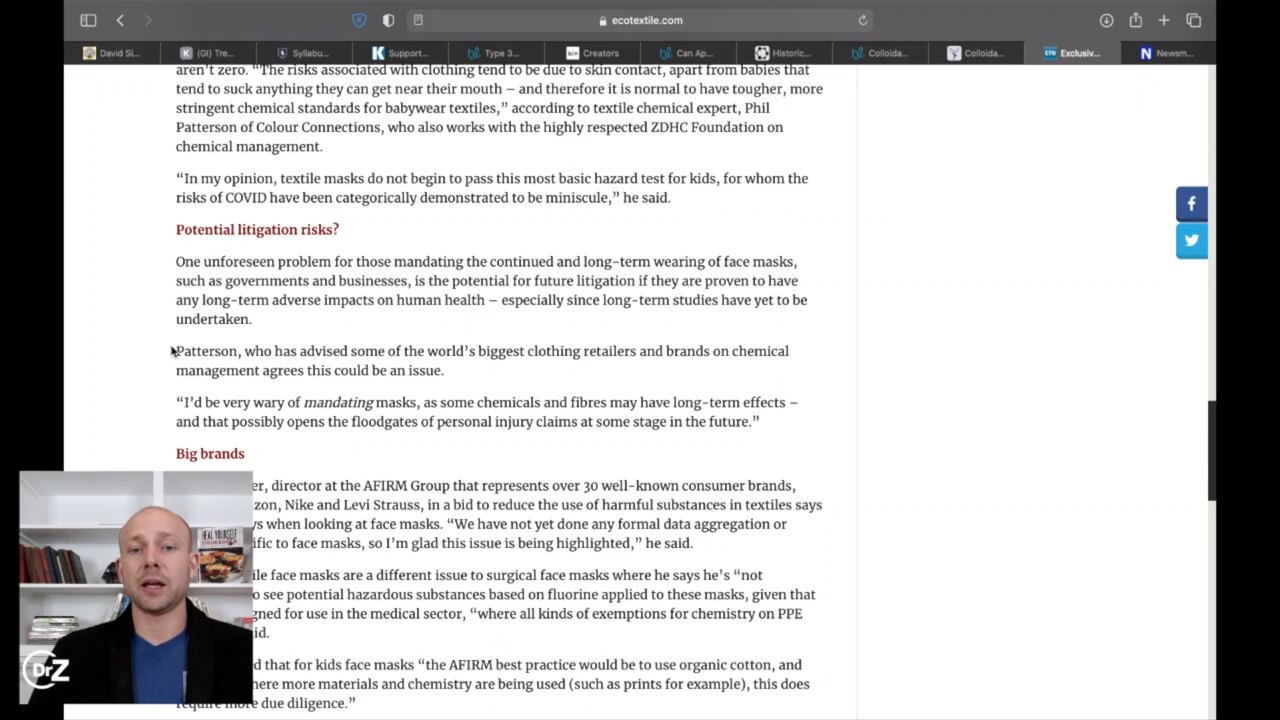 ecotextile.com
David Si...
(GI) Tre...
Syllabu...
Support...
Type 3...
Creators
Can Ap...
Historic...
Colloida...
Colloida...
Exclusiv...
Newsm...
aren’t zero. “The risks associated with clothing tend to be due to skin contact, apart from babies that
tend to suck anything they can get near their mouth – and therefore it is normal to have tougher, more
stringent chemical standards for babywear textiles,” according to textile chemical expert, Phil
Patterson of Colour Connections, who also works with the highly respected ZDHC Foundation on
chemical management.
“In my opinion, textile masks do not begin to pass this most basic hazard test for kids, for whom the
risks of COVID have been categorically demonstrated to be miniscule,” he said.
Potential litigation risks?
One unforeseen problem for those mandating the continued and long-term wearing of face masks,
such as governments and businesses, is the potential for future litigation if they are proven to have
any long-term adverse impacts on human health – especially since long-term studies have yet to be
undertaken.
Patterson, who has advised some of the world’s biggest clothing retailers and brands on chemical
management agrees this could be an issue.
“I’d be very wary of mandating masks, as some chemicals and fibres may have long-term effects –
and that possibly opens the floodgates of personal injury claims at some stage in the future.”
Big brands
er, director at the AFIRM Group that represents over 30 well-known consumer brands,
zon, Nike and Levi Strauss, in a bid to reduce the use of harmful substances in textiles says
vs when looking at face masks. “We have not yet done any formal data aggregation or
ific to face masks, so I’m glad this issue is being highlighted,” he said.
ile face masks are a different issue to surgical face masks where he says he’s “not
o see potential hazardous substances based on fluorine applied to these masks, given that
gned for use in the medical sector, “where all kinds of exemptions for chemistry on PPE
id.
d that for kids face masks “the AFIRM best practice would be to use organic cotton, and
here more materials and chemistry are being used (such as prints for example), this does
require more due diligence.”
HEAL YOURSELF
COOKBOOK
DrZ